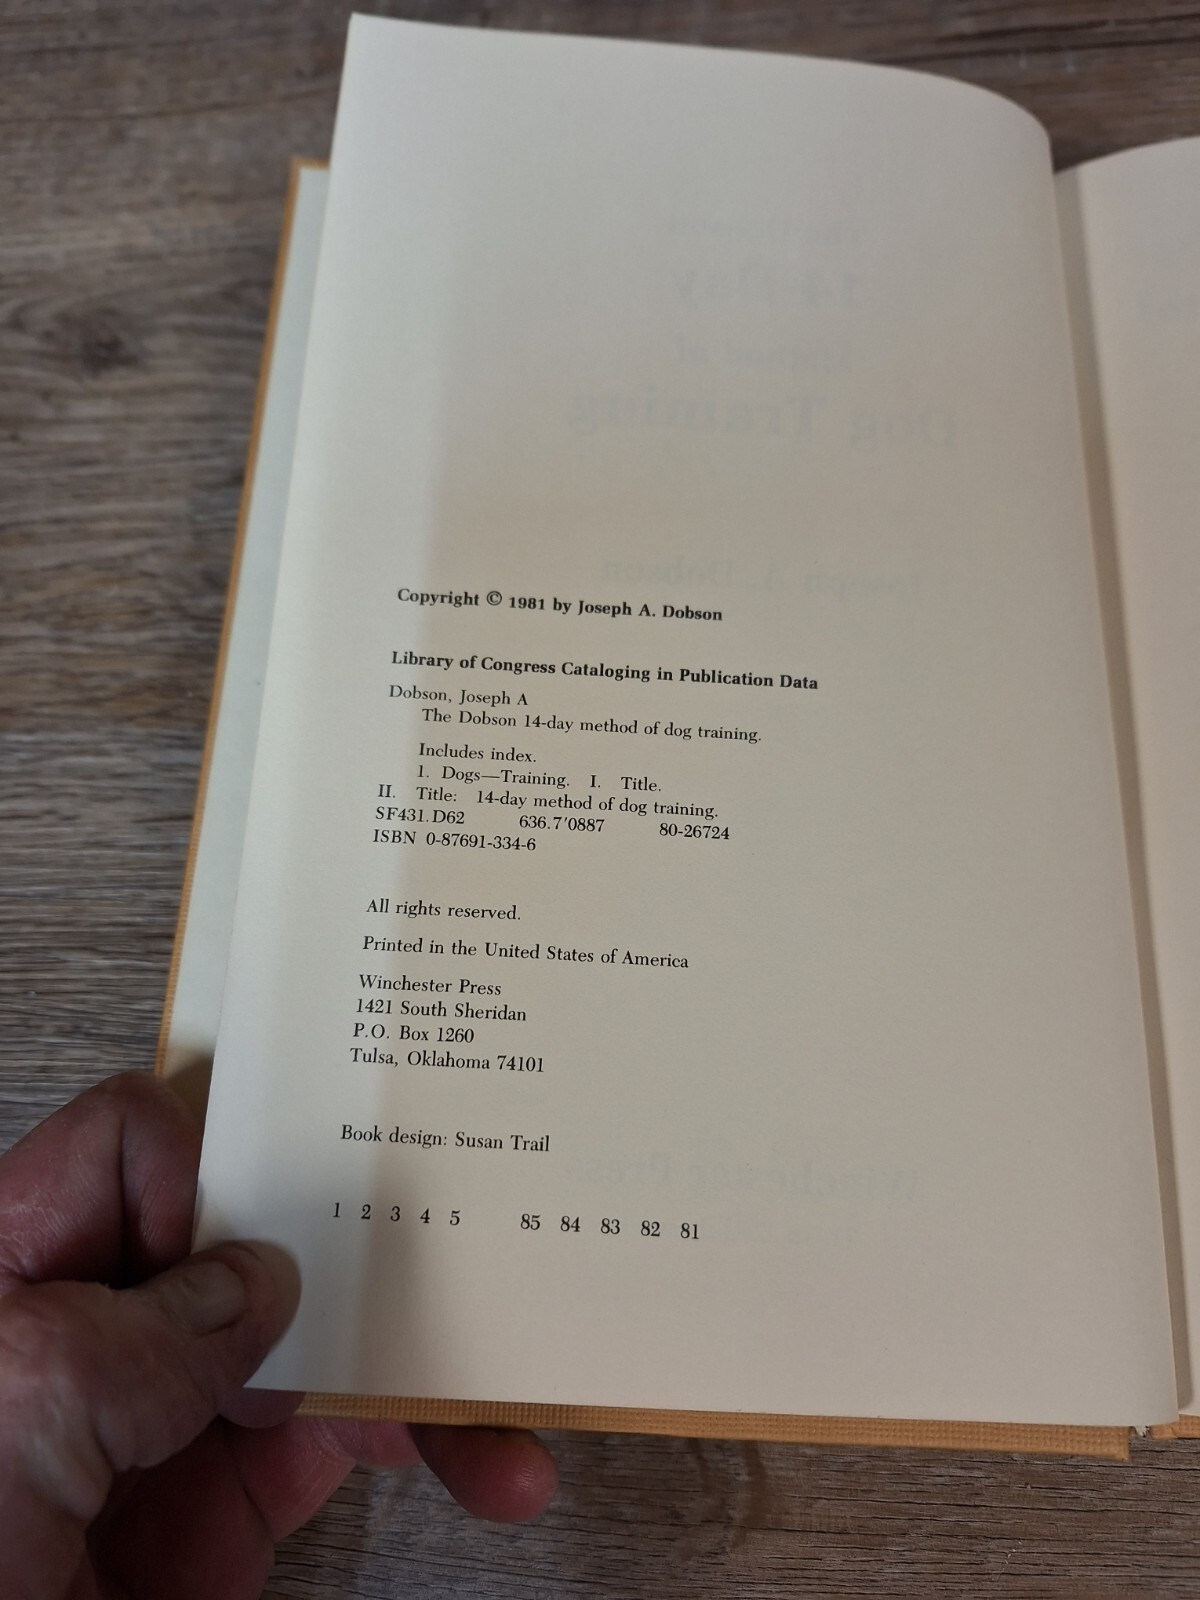 Copyright © 1981 by Joseph A. Dobson
Library of Congress Cataloging in Publication Data
Dobson, Joseph A
The Dobson 14-day method of dog training.
Includes index.
1. Dogs—Training. I. Title.
II. Title: 14-day method of dog training.
SF431.D62 636.7'0887 80-26724
ISBN 0-87691-334-6
All rights reserved.
Printed in the United States of America
Winchester Press
1421 South Sheridan
P.O. Box 1260
Tulsa, Oklahoma 74101
Book design: Susan Trail
1 2 3 4 5 85 84 83 82 81